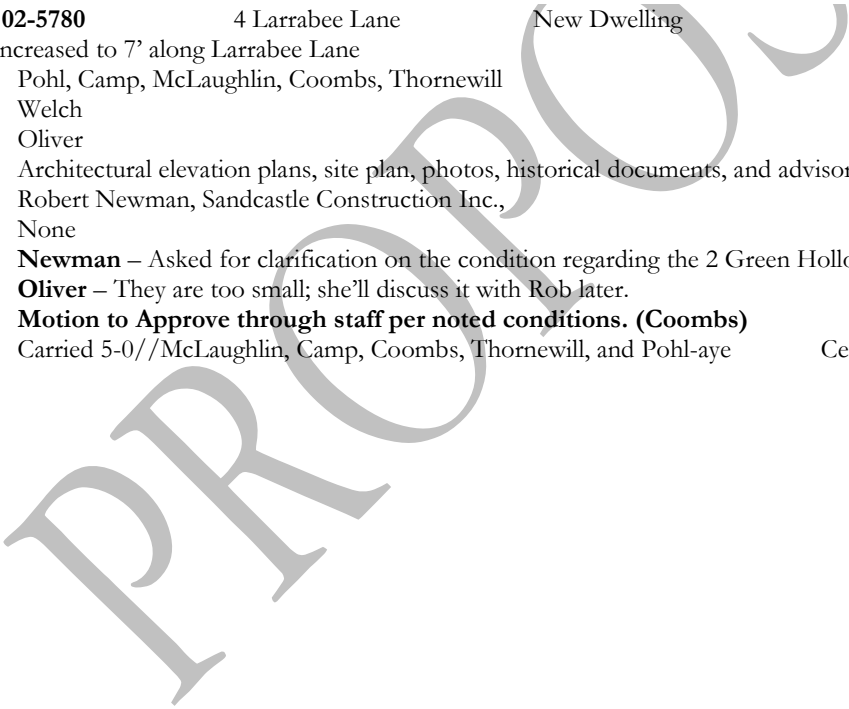 02-5780 4 Larrabee Lane New Dwelling
ncreased to 7’ along Larrabee Lane
Pohl, Camp, McLaughlin, Coombs, Thornewill
Welch
Oliver
Architectural elevation plans, site plan, photos, historical documents, and advisor
Robert Newman, Sandcastle Construction Inc.,
None
Newman – Asked for clarification on the condition regarding the 2 Green Hollo
Oliver – They are too small; she’ll discuss it with Rob later.
Motion to Approve through staff per noted conditions. (Coombs)
Carried 5-0//McLaughlin, Camp, Coombs, Thornewill, and Pohl-aye Ce
PROPOS